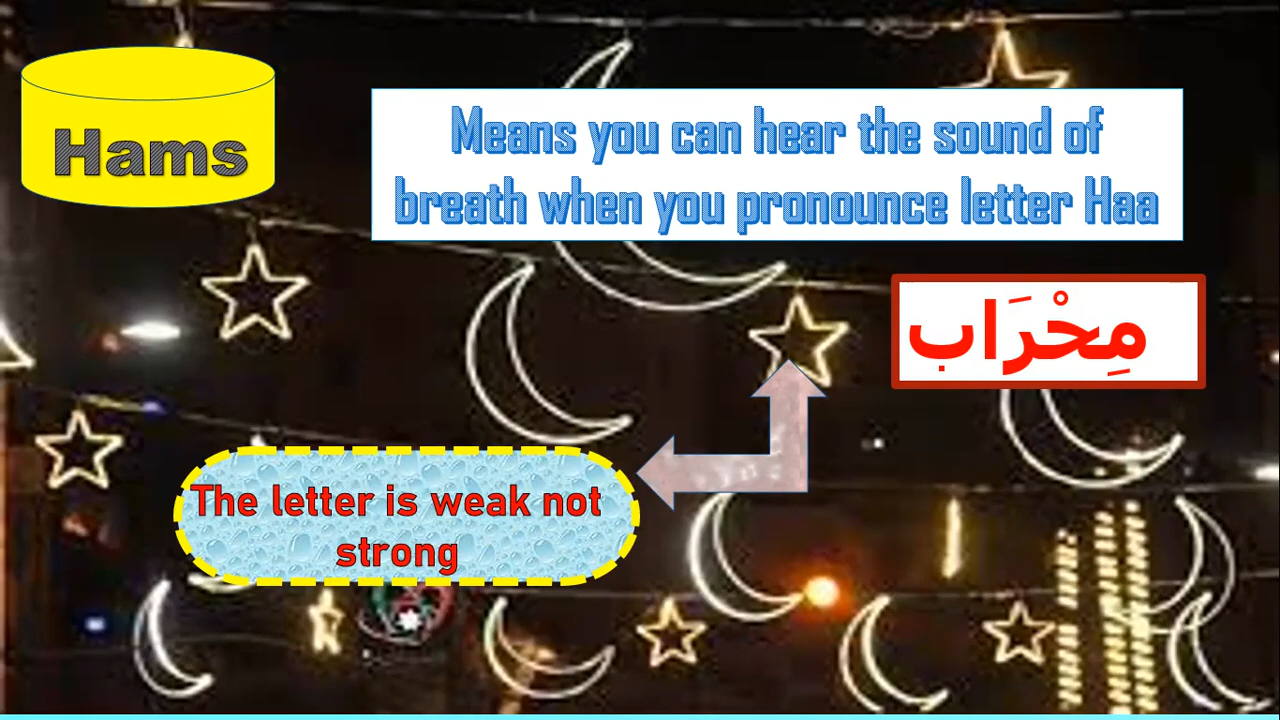 Hams
Means you can hear the sound of
breath when you pronounce letter Haa
مِحْرَاب
The letter is weak not
strong